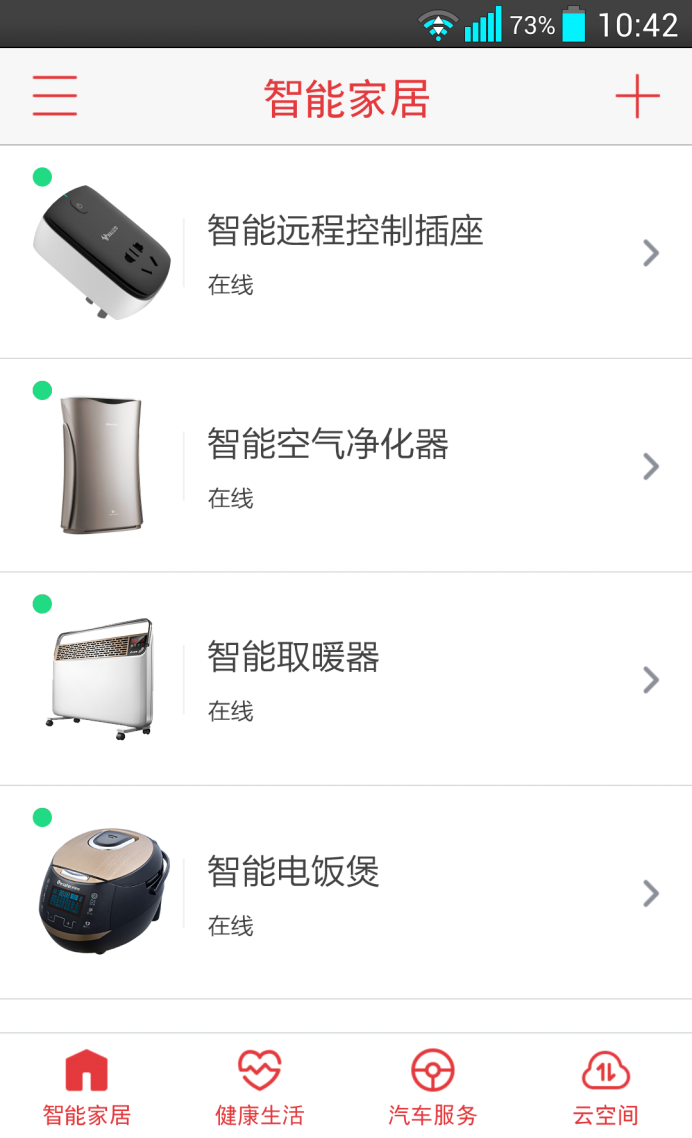 73% 10:42
智能家居
智能远程控制插座
在线
智能空气净化器
在线
智能取暖器
在线
智能电饭煲
在线
智能家居 健康生活 汽车服务 云空间